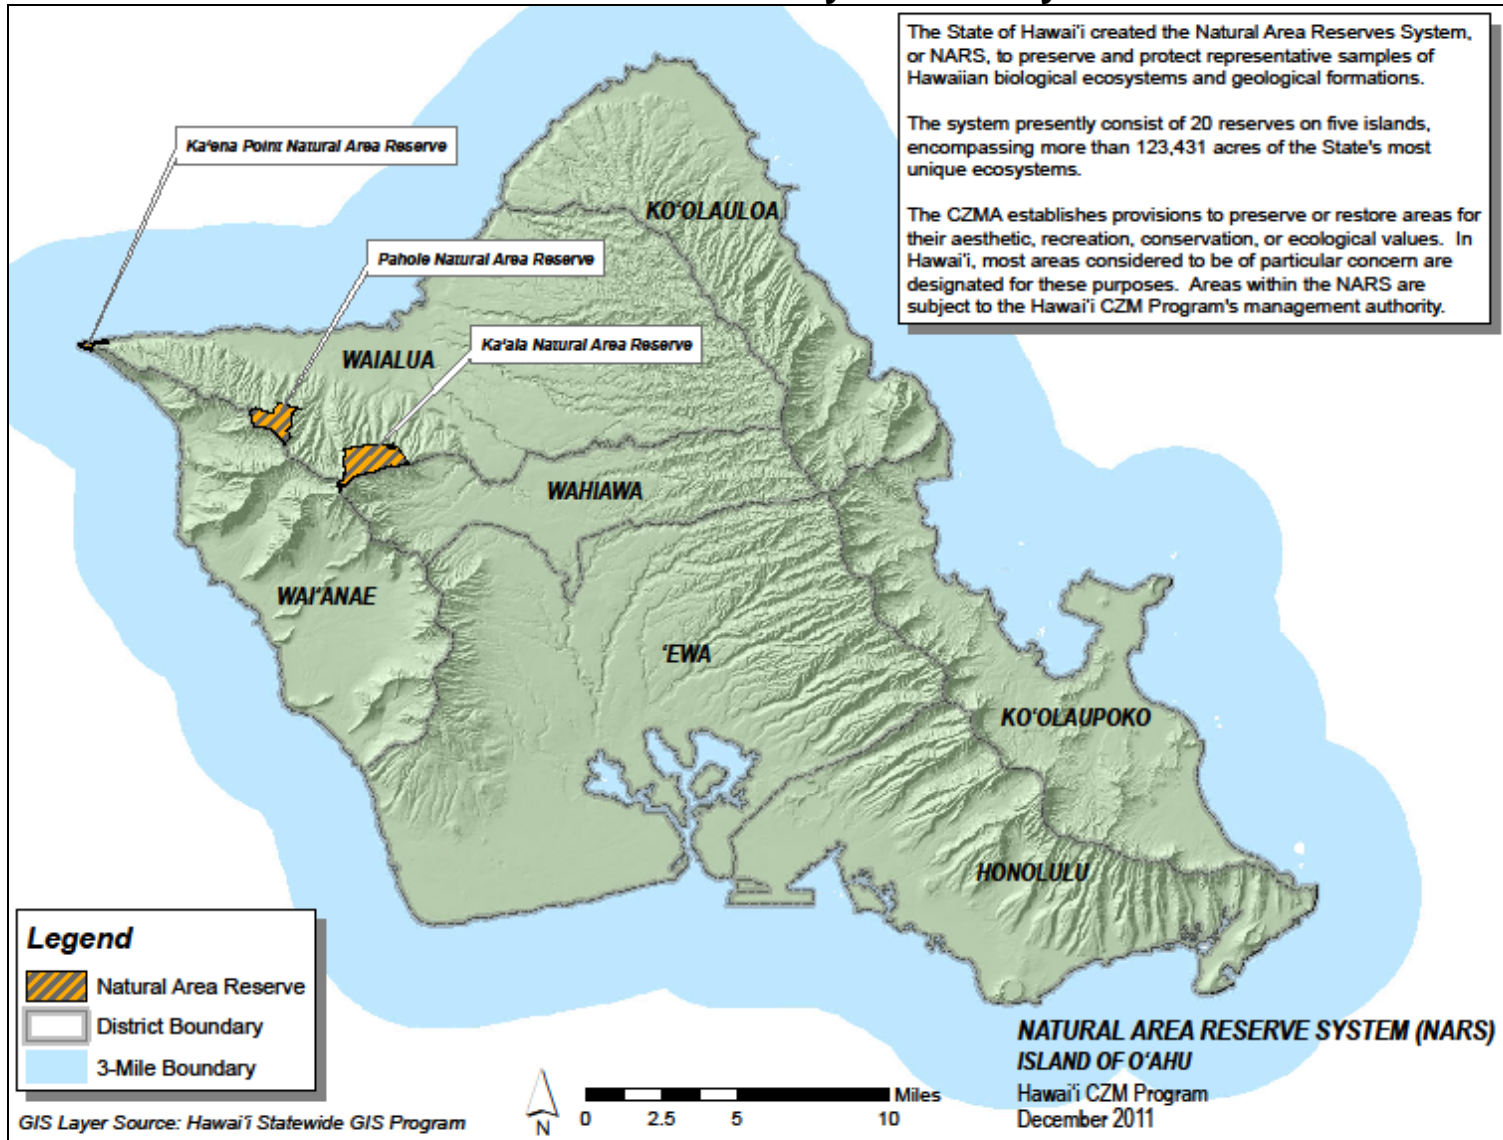 The State of Hawai'i created the Natural Area Reserves System,
or NARS, to preserve and protect representative samples of
Hawaiian biological ecosystems and geological formations.
The system presently consist of 20 reserves on five islands,
encompassing more than 123,431 acres of the State's most
unique ecosystems.
The CZMA establishes provisions to preserve or restore areas for
their aesthetic, recreation, conservation, or ecological values. In
Hawai'i, most areas considered to be of particular concern are
designated for these purposes. Areas within the NARS are
subject to the Hawai'i CZM Program's management authority.
Ka'ena Point Natural Area Reserve
KO'OLAULOA
Pahole Natural Area Reserve
Ka'ala Natural Area Reserve
WAIALUA
WAHIAWA
WAI'ANAE
'EWA
KO'OLAUPOKO
HONOLULU
Legend
Natural Area Reserve
District Boundary
3-Mile Boundary
GIS Layer Source: Hawai'i Statewide GIS Program
N
Miles
0 2.5 5 10
NATURAL AREA RESERVE SYSTEM (NARS)
ISLAND OF O'AHU
Hawai'i CZM Program
December 2011